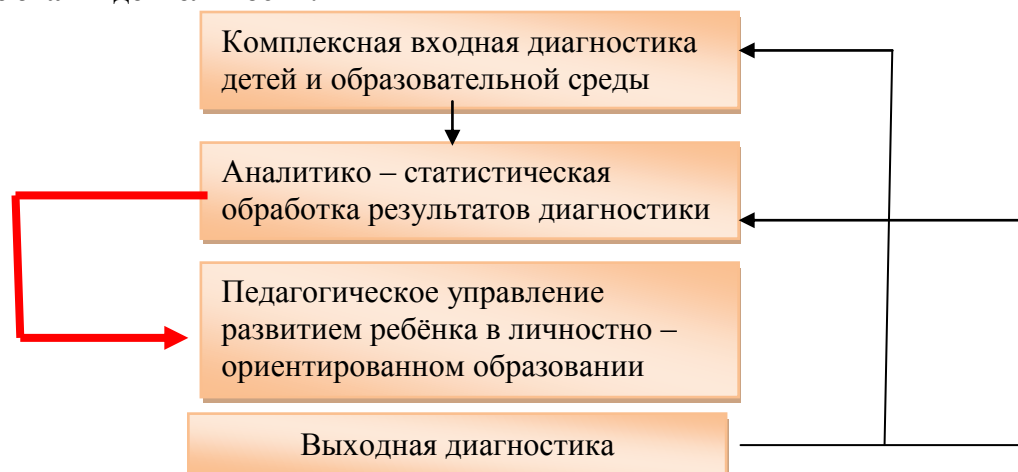 Комплексная входная диагностика
детей и образовательной среды
Аналитико – статистическая
обработка результатов диагностики
Педагогическое управление
развитием ребёнка в личностно –
ориентированном образовании
Выходная диагностика